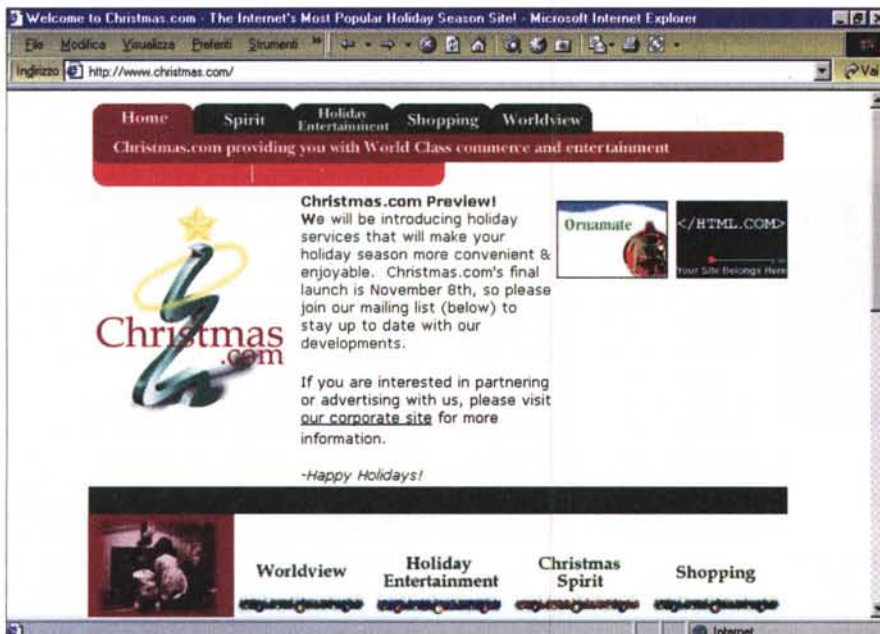 Welcome to Christmas.com - The Internet's Most Popular Holiday Season Site! - Microsoft Internet Explorer
File Modifica Visualizza Preferiti Strumenti »
Indirizzo http://www.christmas.com/ Vai
Home Spirit Holiday Entertainment Shopping Worldview
Christmas.com providing you with World Class commerce and entertainment
Christmas.com Preview!
We will be introducing holiday
services that will make your
holiday season more convenient &
enjoyable. Christmas.com's final
launch is November 8th, so please
join our mailing list (below) to
stay up to date with our
developments.
If you are interested in partnering
or advertising with us, please visit
our corporate site for more
information.
-Happy Holidays!
Christmas
.com
Ornamate
</HTML.COM>
Your Site Belongs Here
Worldview
Holiday
Entertainment
Christmas
Spirit
Shopping
Internet